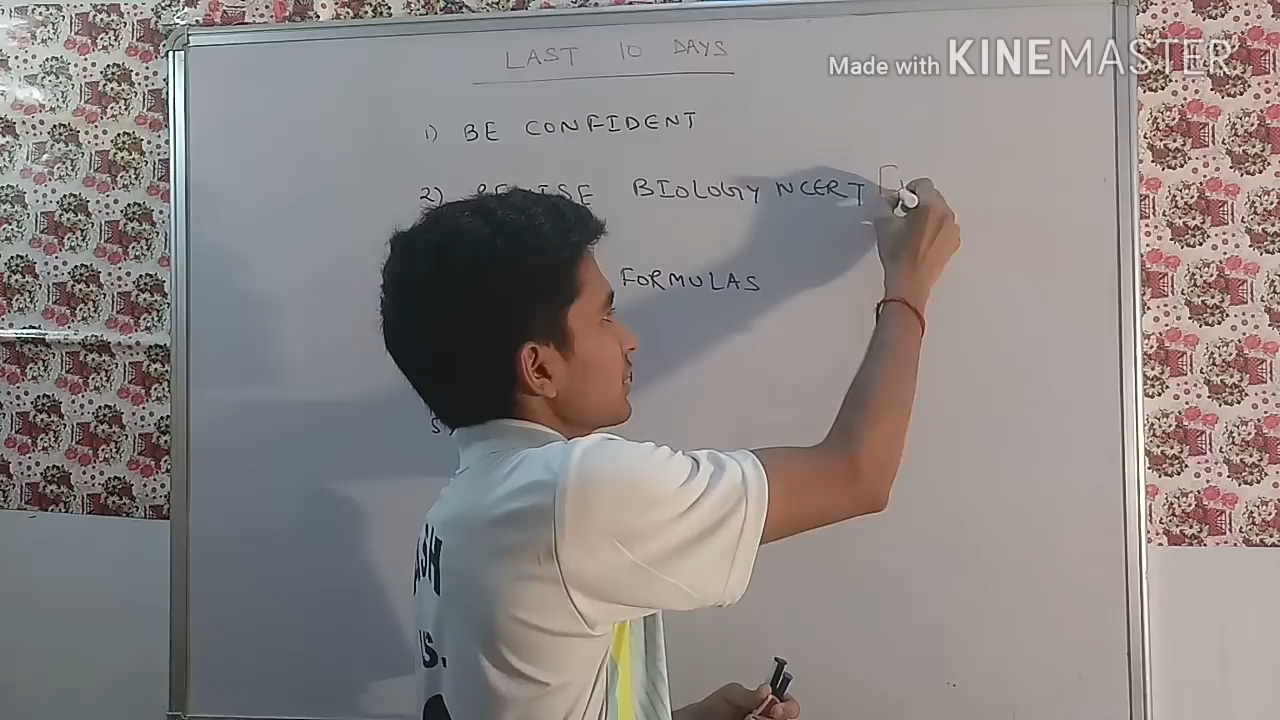 LAST 10 DAYS
Made with KINEMASTER
1) BE CONFIDENT
2) REVISE BIOLOGY NCERT
FORMULAS